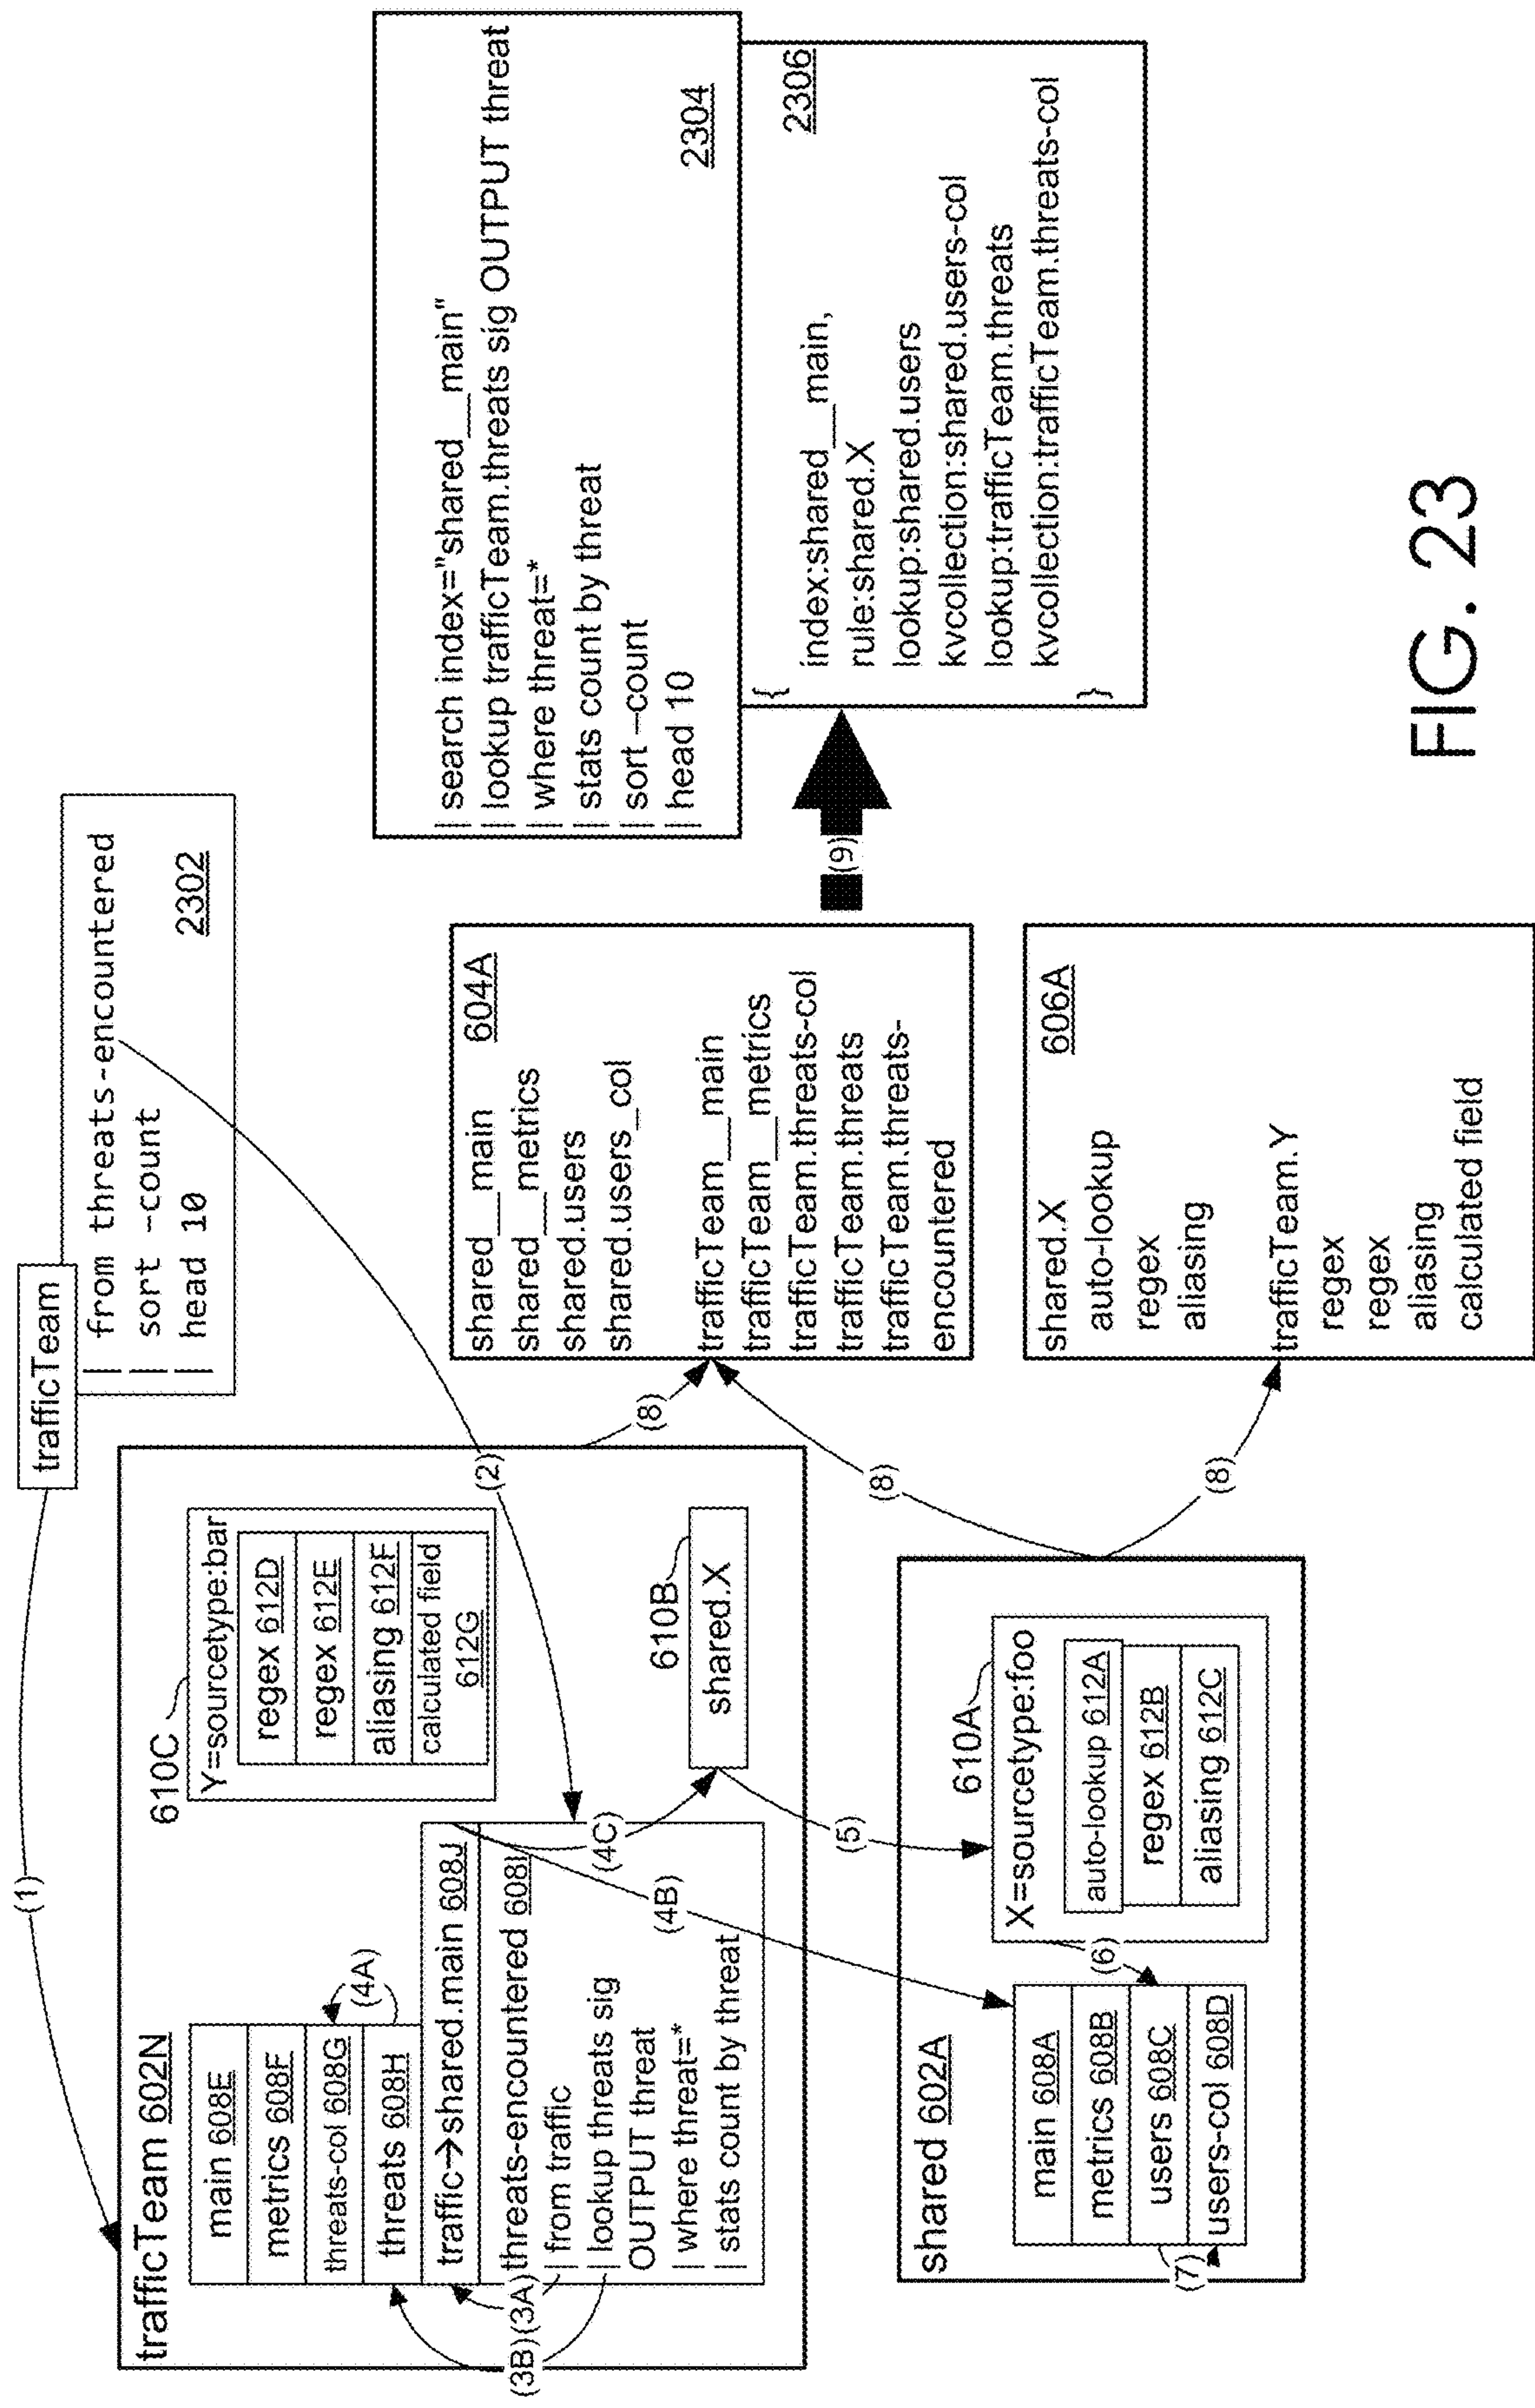 trafficTeam
| from threats-encountered
| sort -count
| head 10
2302
(1)
(2)
trafficTeam 602N
main 608E
metrics 608F
threats-col 608G
threats 608H
(4A)
traffic→shared.main 608J
threats-encountered 608I
| from traffic
| lookup threats sig
OUTPUT threat
| where threat=*
| stats count by threat
(3B)
(3A)
(4C)
(4B)
610C
Y=sourcetype:bar
regex 612D
regex 612E
aliasing 612F
calculated field
612G
610B
shared.X
(5)
shared 602A
main 608A
metrics 608B
users 608C
users-col 608D
(7)
(6)
610A
X=sourcetype:foo
auto-lookup 612A
regex 612B
aliasing 612C
(8)
(8)
(8)
604A
shared__main
shared__metrics
shared.users
shared.users_col
trafficTeam__main
trafficTeam__metrics
trafficTeam.threats-col
trafficTeam.threats
trafficTeam.threats-
encountered
606A
shared.X
auto-lookup
regex
aliasing
trafficTeam.Y
regex
regex
aliasing
calculated field
(9)
| search index="shared__main"
| lookup trafficTeam.threats sig OUTPUT threat
| where threat=*
| stats count by threat
| sort –count
| head 10
2304
{
2306
index:shared__main,
rule:shared.X
lookup:shared.users
kvcollection:shared.users-col
lookup:trafficTeam.threats
kvcollection:trafficTeam.threats-col
}
FIG. 23